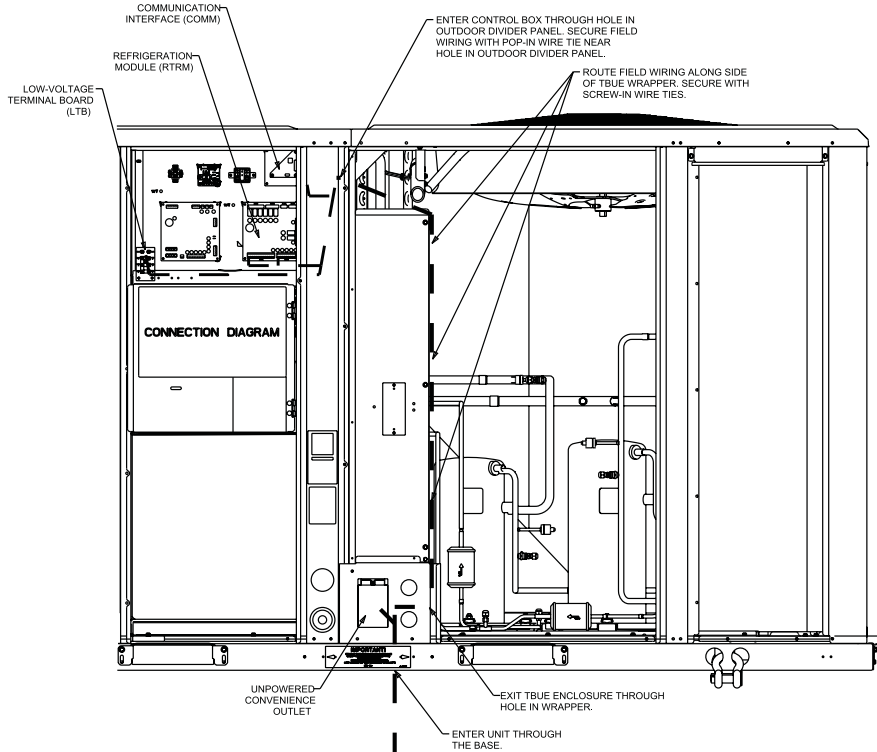 COMMUNICATION
INTERFACE (COMM)
ENTER CONTROL BOX THROUGH HOLE IN
OUTDOOR DIVIDER PANEL. SECURE FIELD
WIRING WITH POP-IN WIRE TIE NEAR
HOLE IN OUTDOOR DIVIDER PANEL.
REFRIGERATION
MODULE (RTRM)
ROUTE FIELD WIRING ALONG SIDE
OF TBUE WRAPPER. SECURE WITH
SCREW-IN WIRE TIES.
LOW-VOLTAGE
TERMINAL BOARD
(LTB)
CONNECTION DIAGRAM
IMPORTANT!
UNPOWERED
CONVENIENCE
OUTLET
EXIT TBUE ENCLOSURE THROUGH
HOLE IN WRAPPER.
ENTER UNIT THROUGH
THE BASE.